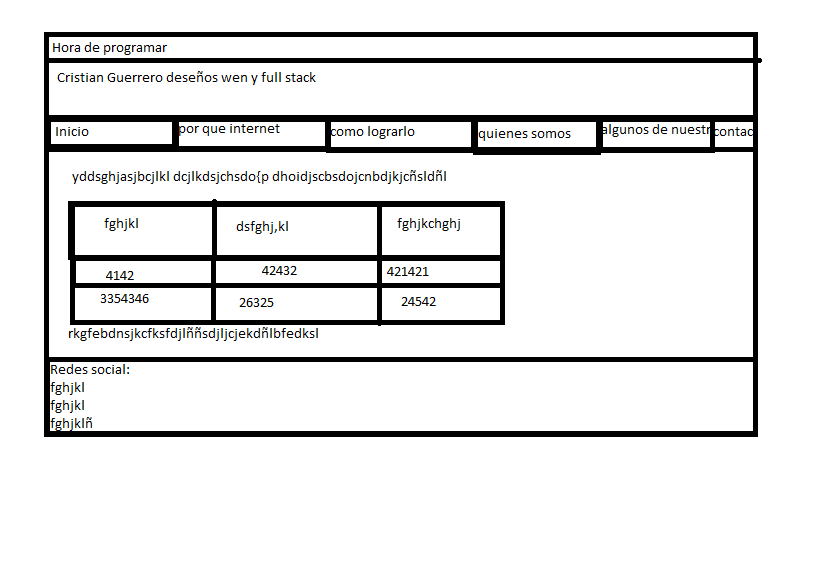 Hora de programar
Cristian Guerrero deseños wen y full stack
Inicio
por que internet
como lograrlo
quienes somos
algunos de nuestr
contac
yddsghjasjbcjlkl dcjlkdsjchsdo{p dhoidjscbsdojcnbdjkjcñsldñl
fghjkl
dsfghj,kl
fghjkchghj
4142
42432
421421
3354346
26325
24542
rkgfebdnsjkcfksfdjlññsdjljcjekdñlbfedksl
Redes social:
fghjkl
fghjkl
fghjklñ